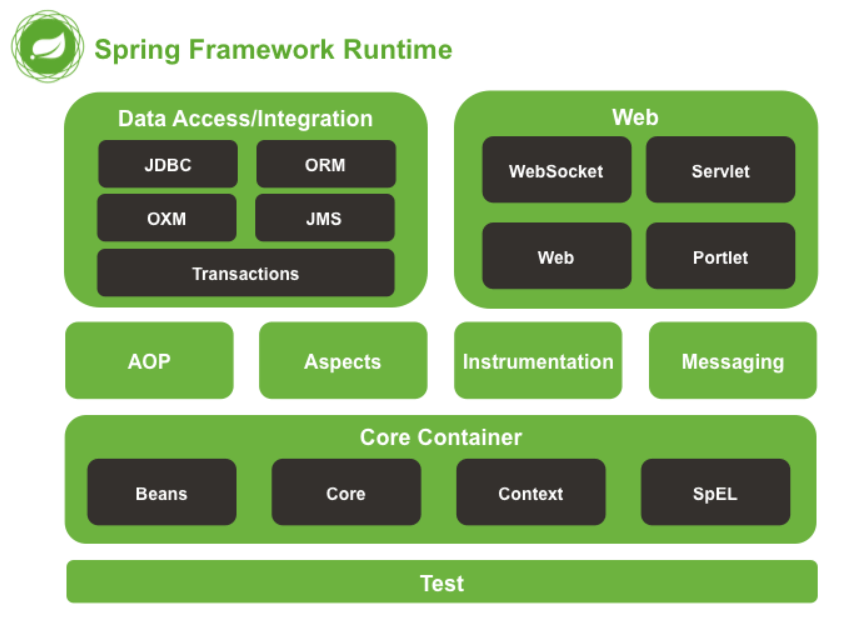 Spring Framework Runtime
Data Access/Integration
JDBC
ORM
OXM
JMS
Transactions
Web
WebSocket
Servlet
Web
Portlet
AOP
Aspects
Instrumentation
Messaging
Core Container
Beans
Core
Context
SpEL
Test